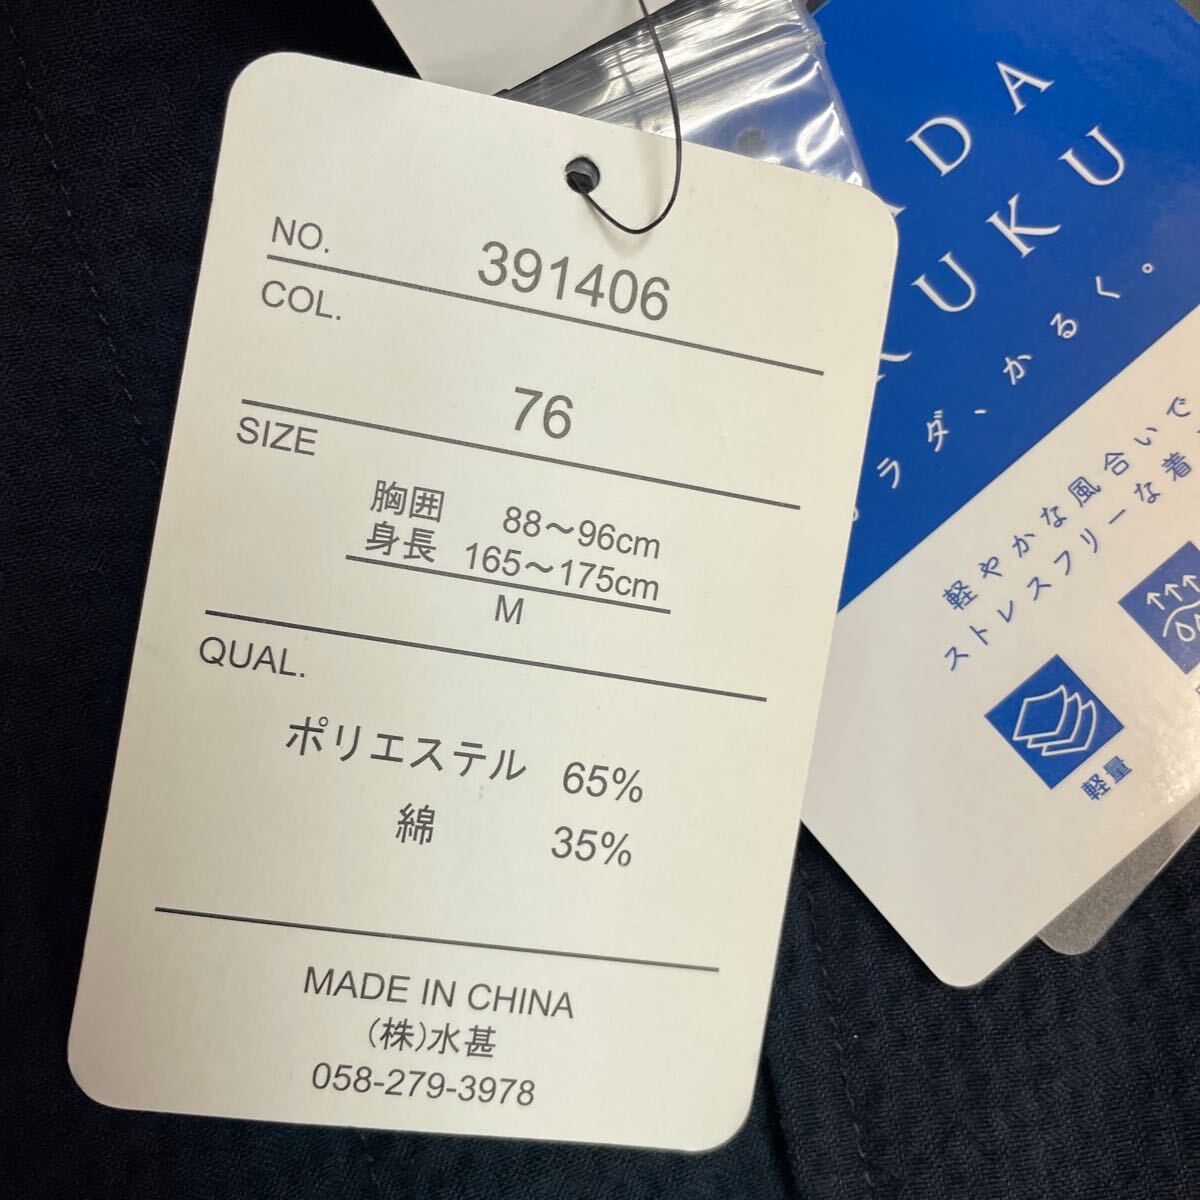 NO.
391406
COL.
76
SIZE
胸囲 88～96cm
身長 165～175cm
M
QUAL.
ポリエステル 65%
綿 35%
MADE IN CHINA
(株)水甚
058-279-3978
DA
UKU
ラダ、かるく。
軽やかな風合いで
ストレスフリーな着
軽量